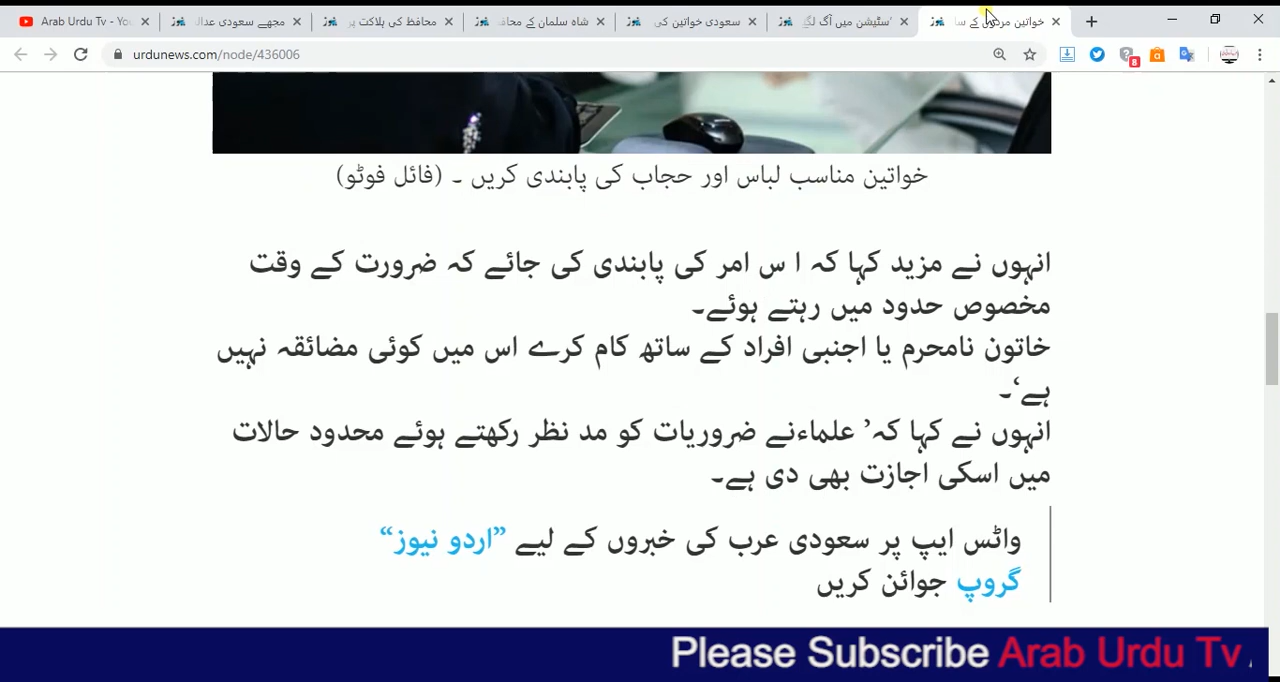 Arab Urdu Tv - You
مجھے سعودی عدال
محافظ کی ہلاکت پر
شاہ سلمان کے محاف
سعودی خواتین کی
سٹیشن میں آگ لگ
خواتین مردوں کے سا
urdunews.com/node/436006
8
خواتین مناسب لباس اور حجاب کی پابندی کریں ۔ (فائل فوٹو)
انہوں نے مزید کہا کہ ا س امر کی پابندی کی جائے کہ ضرورت کے وقت
مخصوص حدود میں رہتے ہوئے۔
خاتون نامحرم یا اجنبی افراد کے ساتھ کام کرے اس میں کوئی مضائقہ نہیں
ہے‘۔
انہوں نے کہا کہ’ علماءنے ضروریات کو مد نظر رکھتے ہوئے محدود حالات
میں اسکی اجازت بھی دی ہے۔
واٹس ایپ پر سعودی عرب کی خبروں کے لیے ”اردو نیوز“
گروپ جوائن کریں
Please Subscribe Arab Urdu Tv